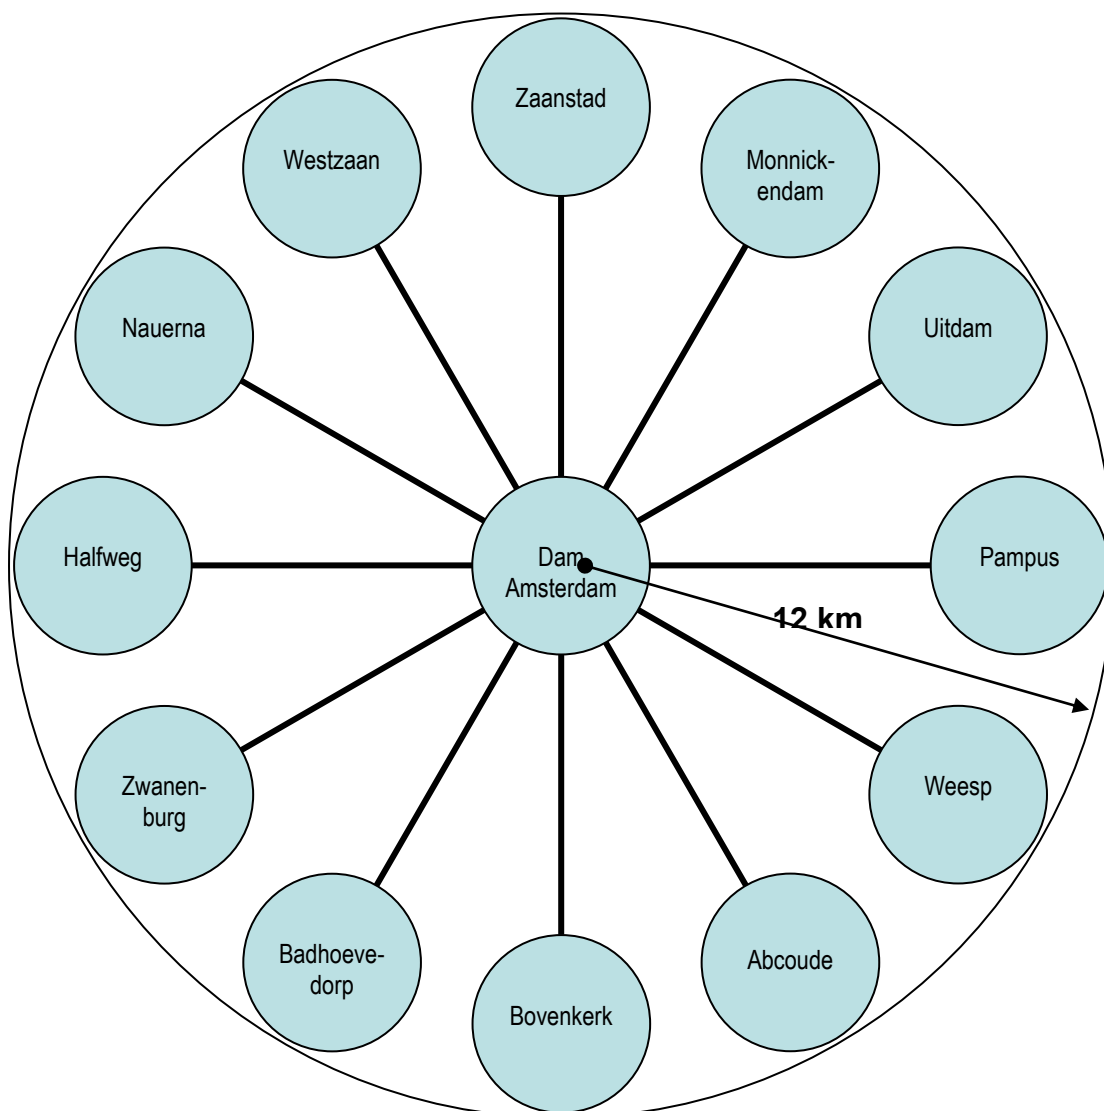 Zaanstad
Westzaan
Monnick-
endam
Nauerna
Uitdam
Halfweg
Dam
Amsterdam
Pampus
12 km
Zwanen-
burg
Weesp
Badhoeve-
dorp
Abcoude
Bovenkerk